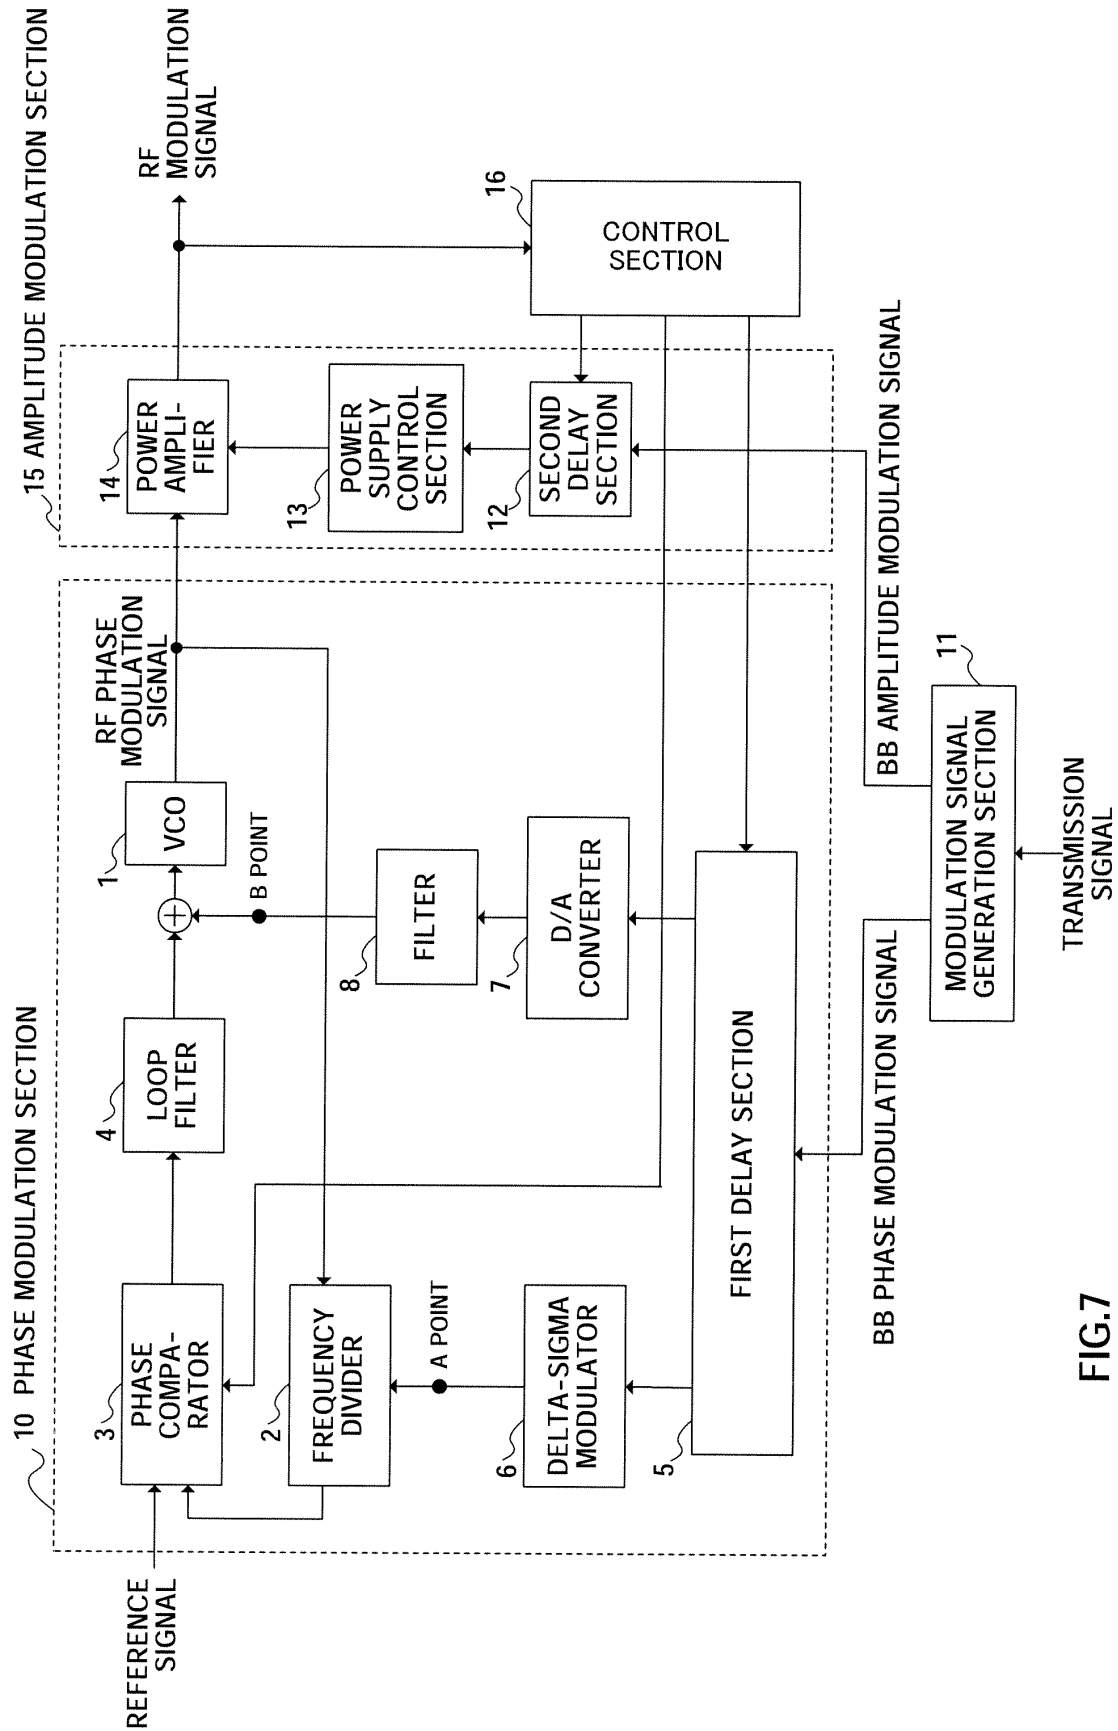 10 PHASE MODULATION SECTION
15 AMPLITUDE MODULATION SECTION
REFERENCE
SIGNAL
3
PHASE
COMPA-
RATOR
4
LOOP
FILTER
1
VCO
RF PHASE
MODULATION
SIGNAL
14
POWER
AMPLI-
FIER
RF
MODULATION
SIGNAL
2
FREQUENCY
DIVIDER
A POINT
B POINT
8
FILTER
13
POWER
SUPPLY
CONTROL
SECTION
16
CONTROL
SECTION
6
DELTA-SIGMA
MODULATOR
7
D/A
CONVERTER
12
SECOND
DELAY
SECTION
5
FIRST DELAY SECTION
BB PHASE MODULATION SIGNAL
BB AMPLITUDE MODULATION SIGNAL
11
MODULATION SIGNAL
GENERATION SECTION
TRANSMISSION
SIGNAL
FIG.7